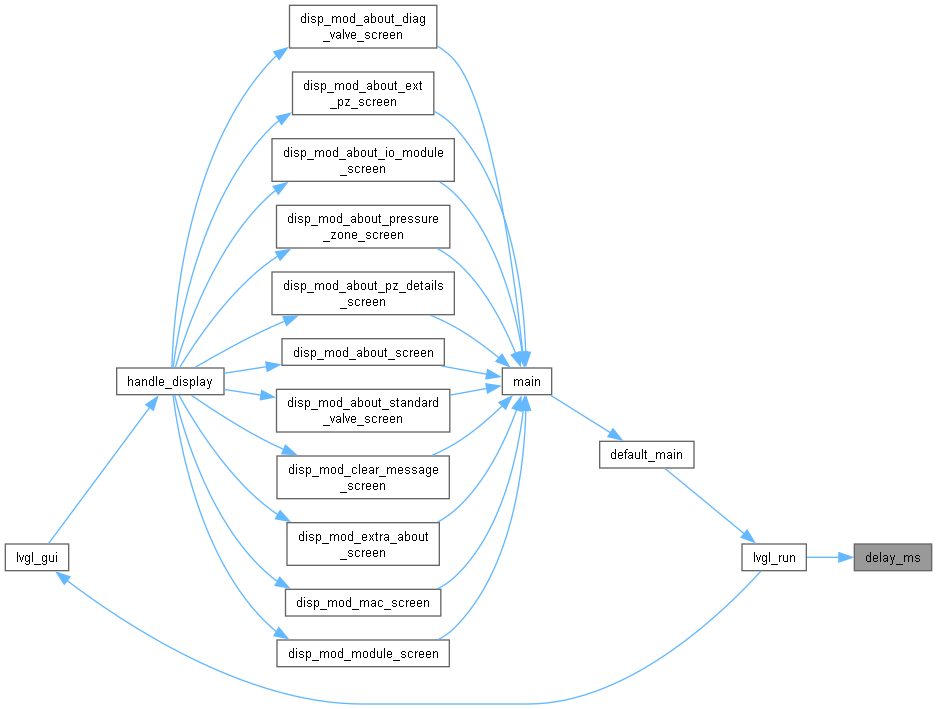 disp_mod_about_diag
_valve_screen
disp_mod_about_ext
_pz_screen
disp_mod_about_io_module
_screen
disp_mod_about_pressure
_zone_screen
disp_mod_about_pz_details
_screen
disp_mod_about_screen
handle_display
main
disp_mod_about_standard
_valve_screen
default_main
disp_mod_clear_message
_screen
disp_mod_extra_about
_screen
lvgl_gui
lvgl_run
delay_ms
disp_mod_mac_screen
disp_mod_module_screen